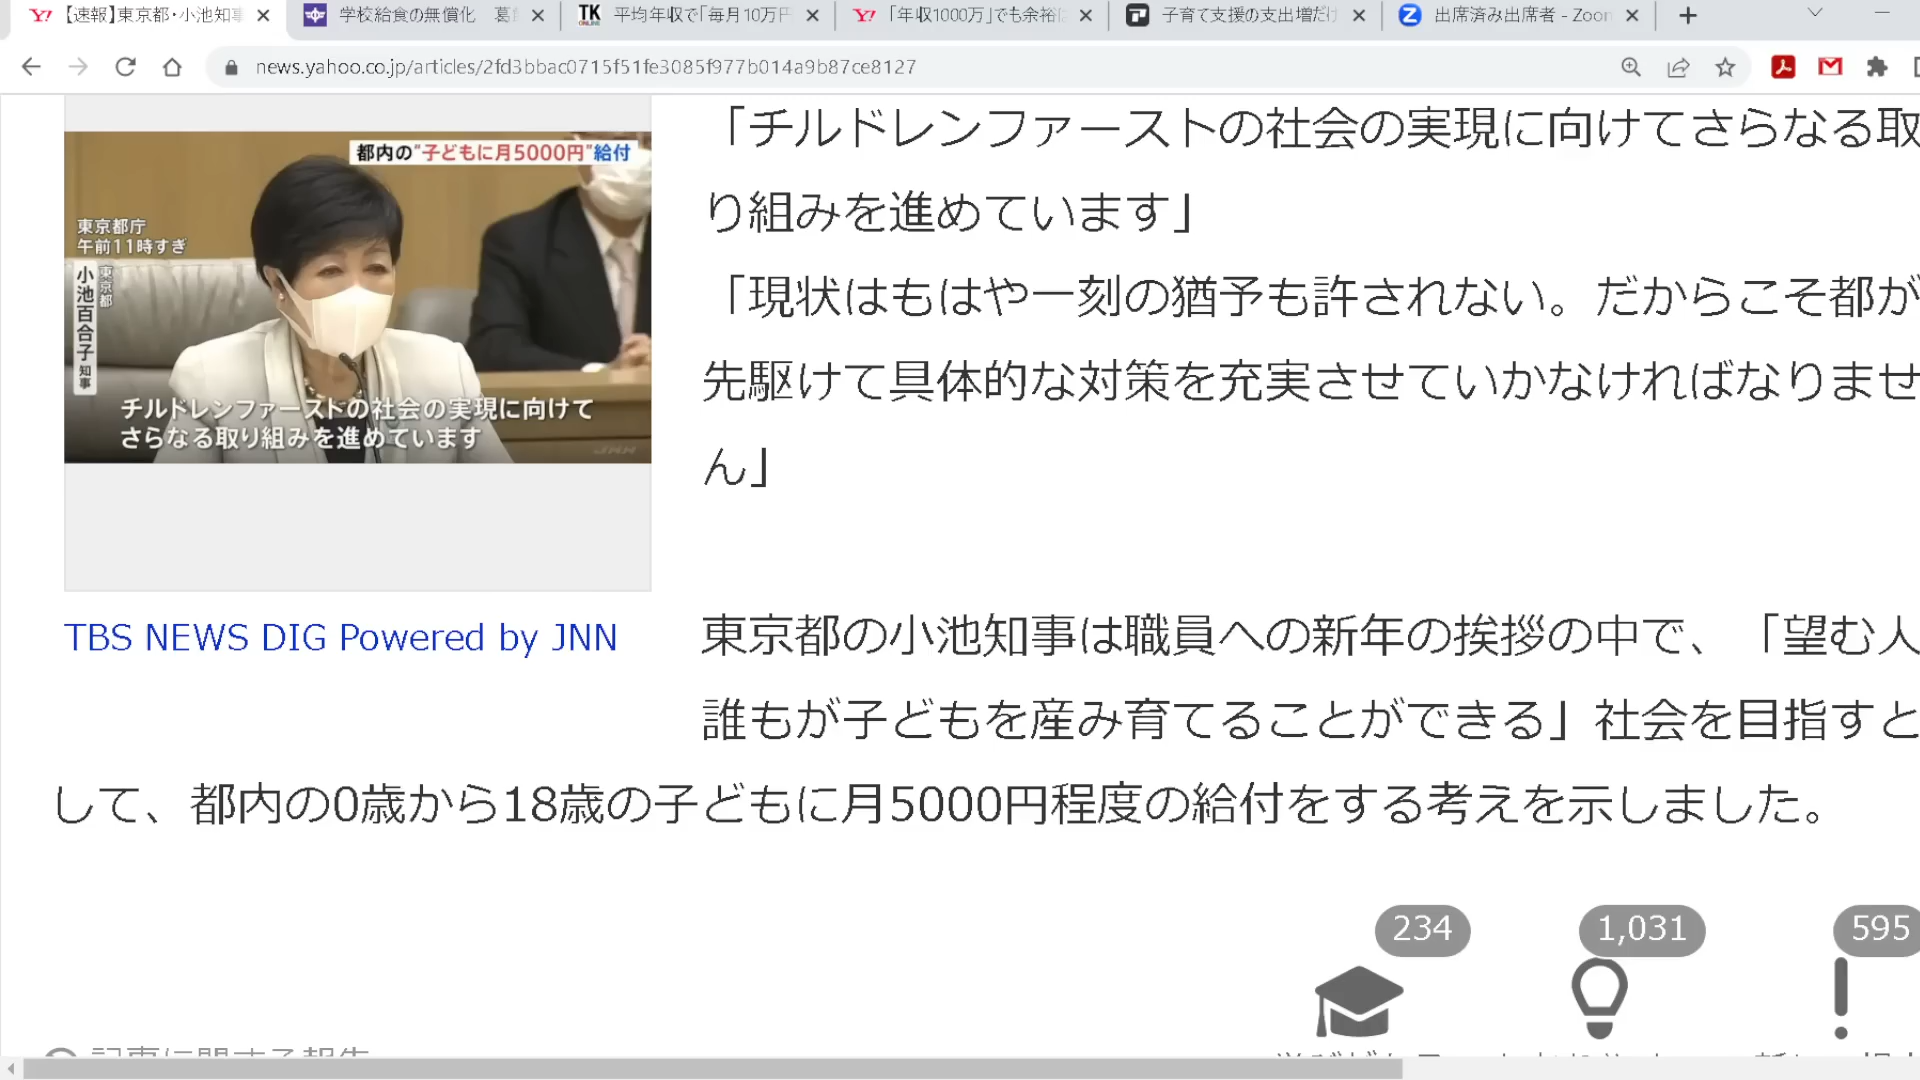 【速報】東京都・小池知事
学校給食の無償化 葛
TK
ONLINE
平均年収で「毎月10万円
「年収1000万」でも余裕に
子育て支援の支出増だけ
出席済み出席者 - Zoom
news.yahoo.co.jp/articles/2fd3bbac0715f51fe3085f977b014a9b87ce8127
都内の"子どもに月5000円"給付
東京都庁
午前11時すぎ
東京都
小池百合子 知事
チルドレンファーストの社会の実現に向けて
さらなる取り組みを進めています
JNN
TBS NEWS DIG Powered by JNN
「チルドレンファーストの社会の実現に向けてさらなる取
り組みを進めています」
「現状はもはや一刻の猶予も許されない。だからこそ都が
先駆けて具体的な対策を充実させていかなければなりませ
ん」
東京都の小池知事は職員への新年の挨拶の中で、「望む人
誰もが子どもを産み育てることができる」社会を目指すと
して、都内の0歳から18歳の子どもに月5000円程度の給付をする考えを示しました。
234
1,031
595
記事に関する報告